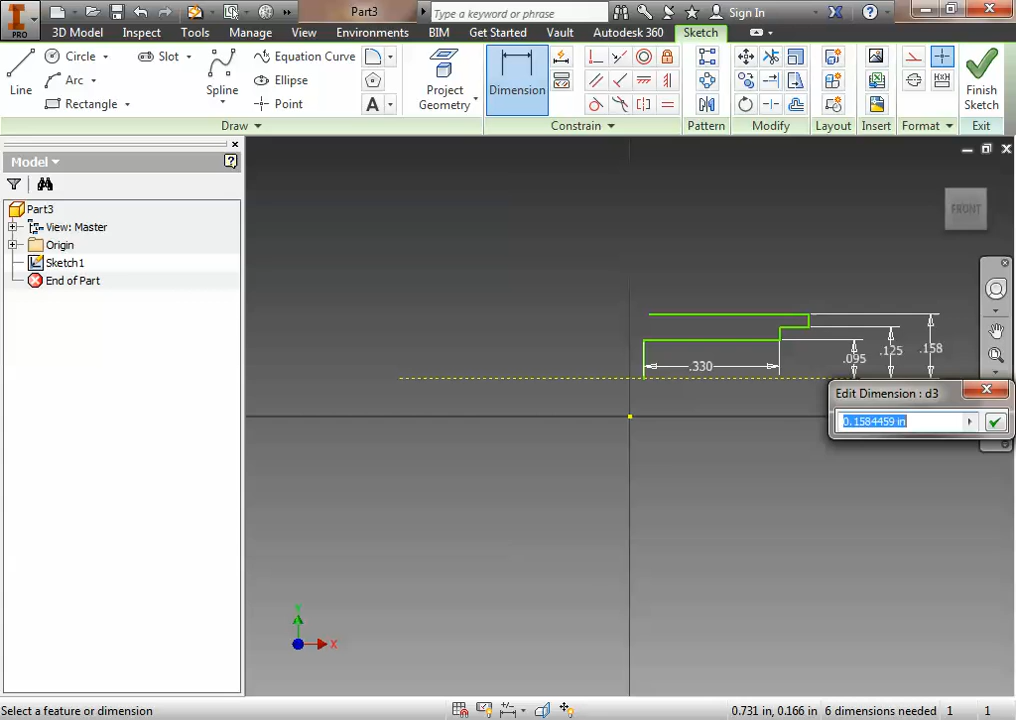 Part3
Type a keyword or phrase
Sign In
PRO
3D Model
Inspect
Tools
Manage
View
Environments
BIM
Get Started
Vault
Autodesk 360
Sketch
Line
Circle
Arc
Rectangle
Slot
Spline
Equation Curve
Ellipse
Point
A
Project
Geometry
Dimension
Finish
Sketch
Draw
Constrain
Pattern
Modify
Layout
Insert
Format
Exit
Model
Part3
View: Master
Origin
Sketch1
End of Part
FRONT
.330
.095
.125
.158
Edit Dimension : d3
0.1584459 in
Y
X
Select a feature or dimension
0.731 in, 0.166 in
6 dimensions needed
1
1